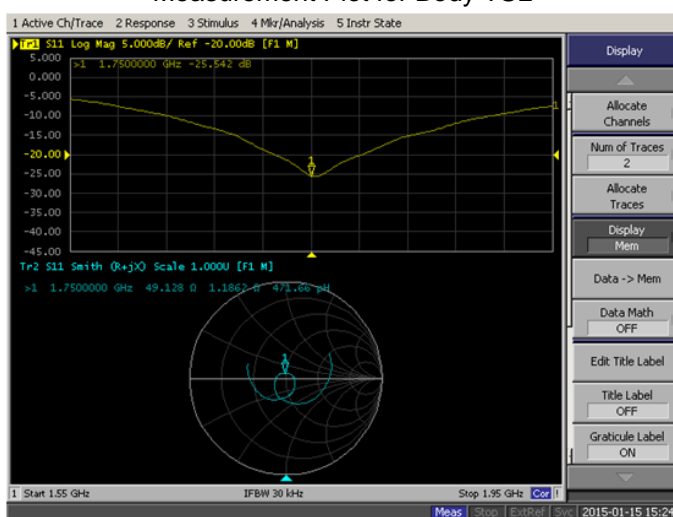 Measurement Plot for Body TSL
1 Active Ch/Trace 2 Response 3 Stimulus 4 Mkr/Analysis 5 Instr State
Tr1 S11 Log Mag 5.000dB/ Ref -20.00dB [F1 M]
5.000
>1 1.7500000 GHz -25.542 dB
0.000
-5.000
-10.00
-15.00
-20.00
-25.00
-30.00
-35.00
-40.00
-45.00
1
1
Tr2 S11 Smith (R+jX) Scale 1.000U [F1 M]
>1 1.7500000 GHz 49.128 Ω 1.1862 Ω 471.66 pH
1
1 Start 1.55 GHz IFBW 30 kHz Stop 1.95 GHz Cor !
Meas Stop ExtRef Svc 2015-01-15 15:24
Display
Allocate
Channels
Num of Traces
2
Allocate
Traces
Display
Mem
Data -> Mem
Data Math
OFF
Edit Title Label
Title Label
OFF
Graticule Label
ON